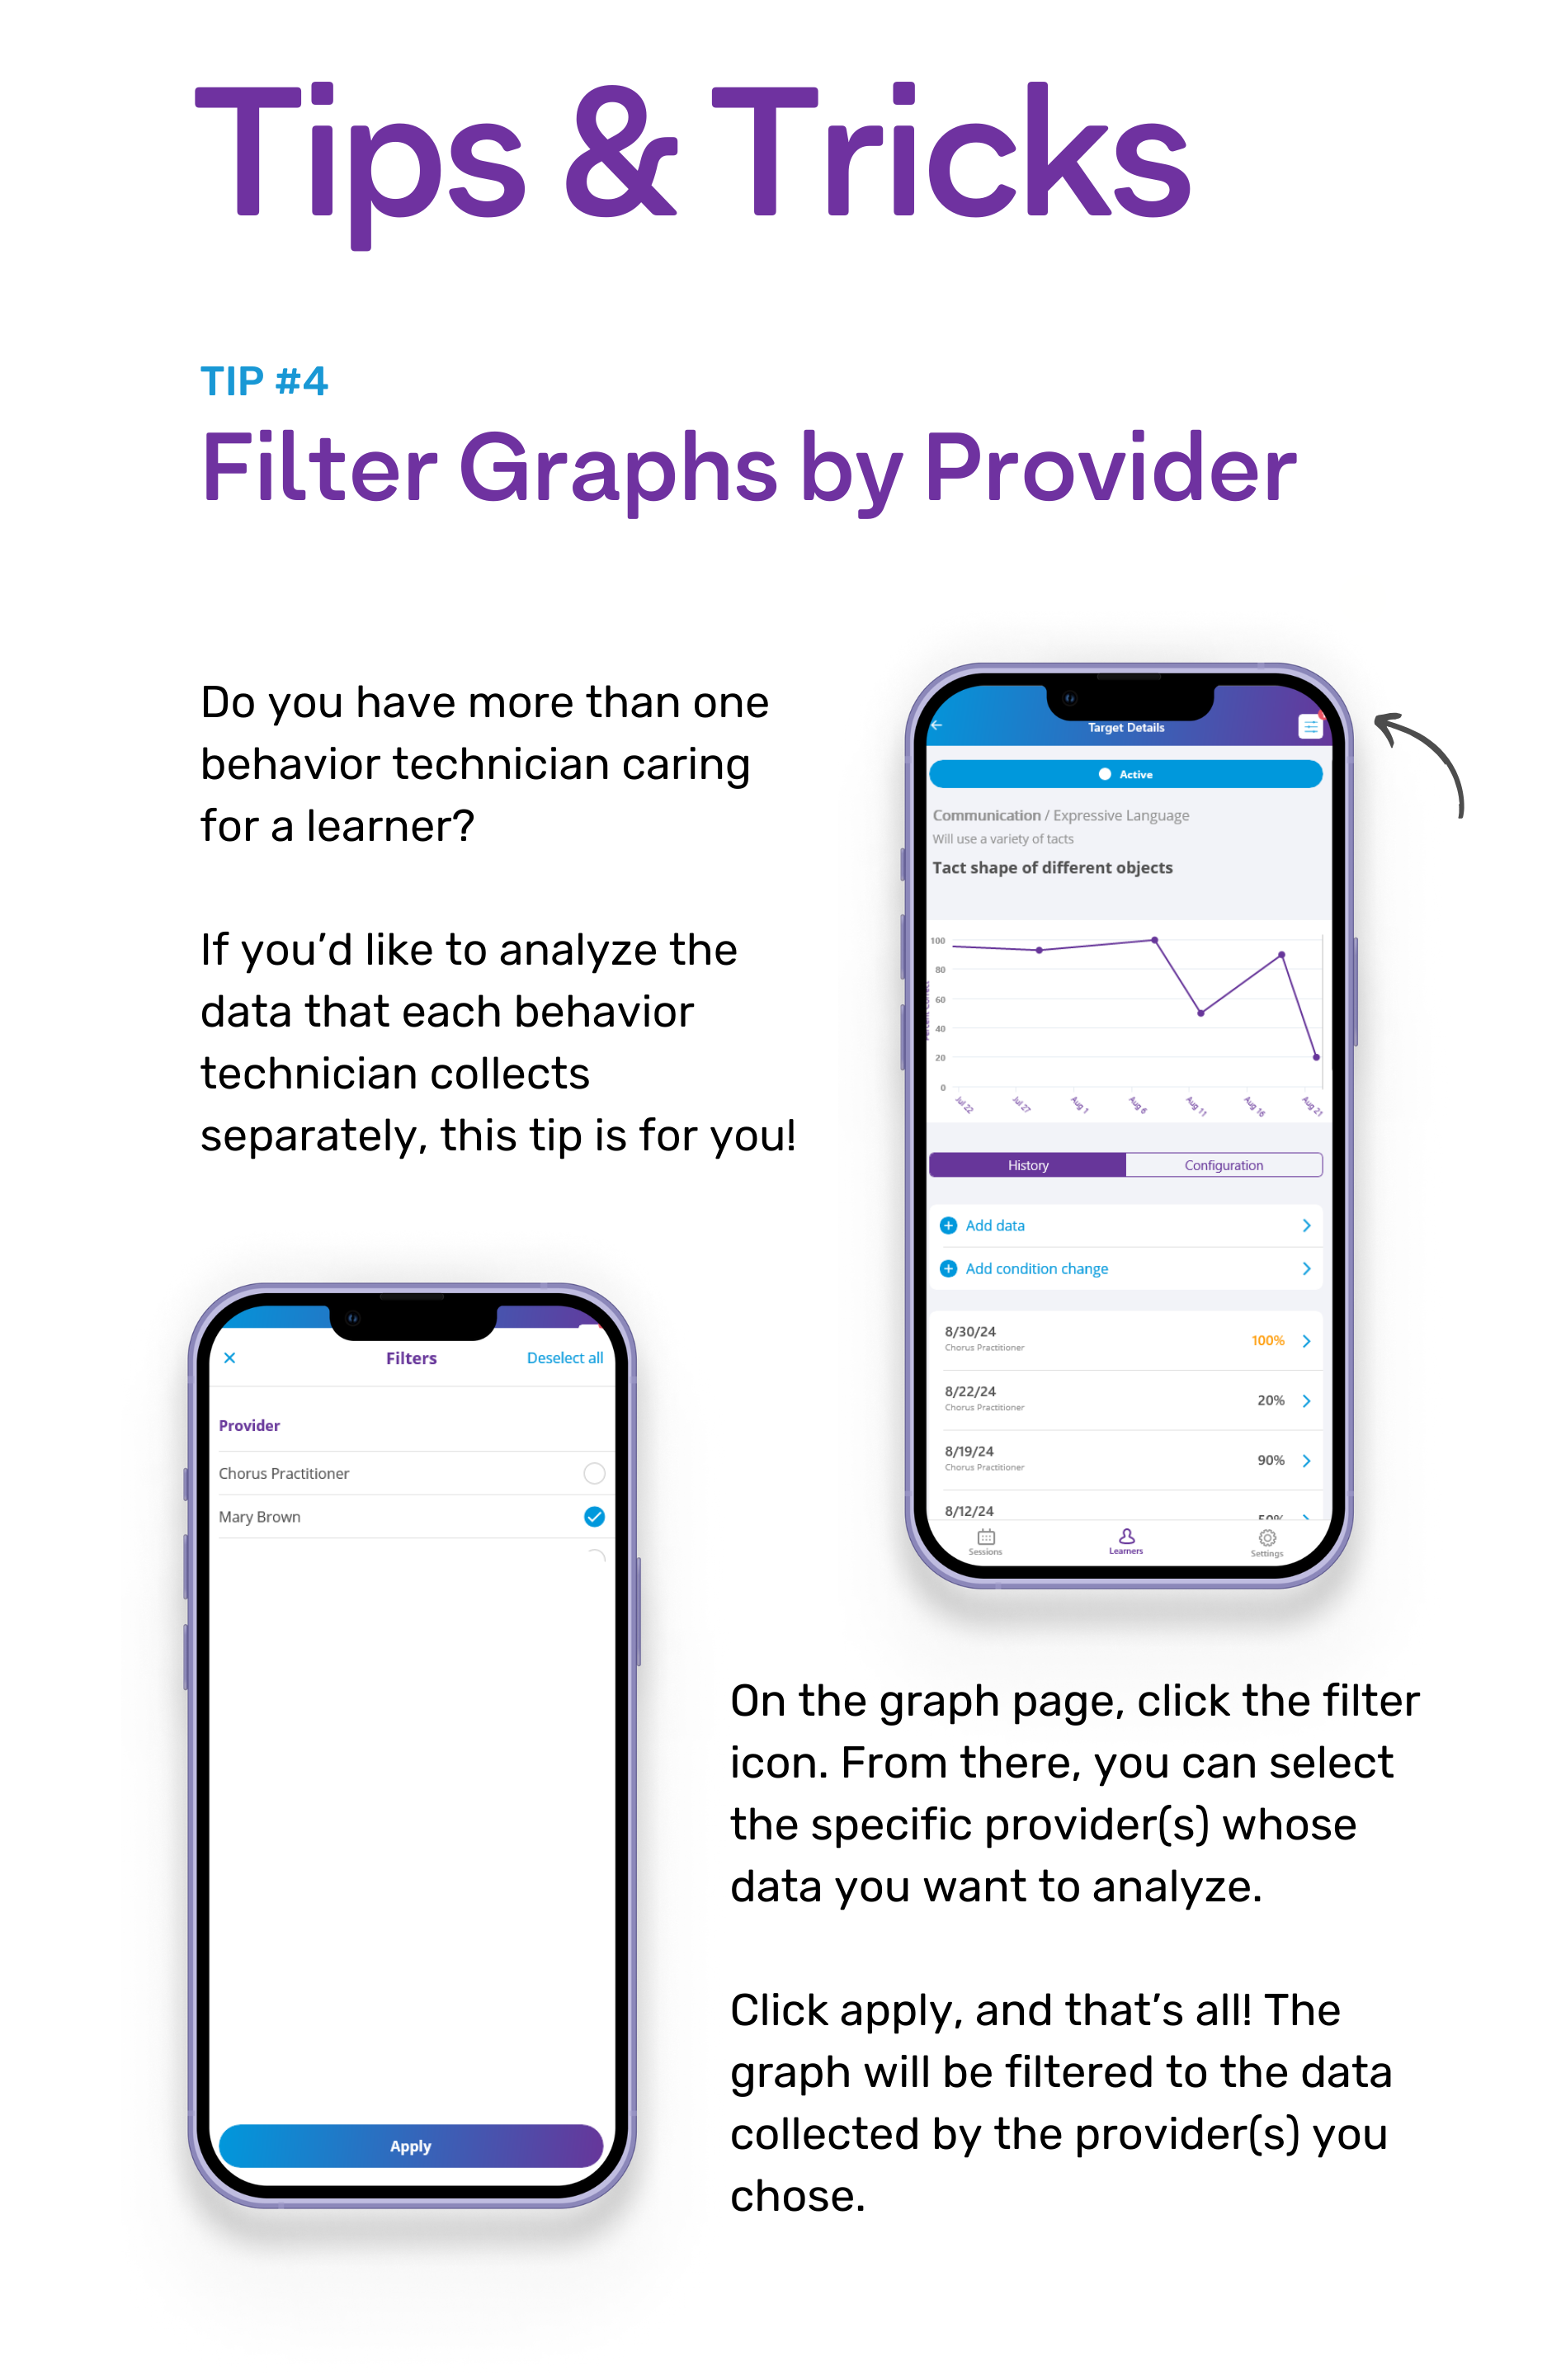 Tips & Tricks
TIP #4
Filter Graphs by Provider
Do you have more than one
behavior technician caring
for a learner?
If you’d like to analyze the
data that each behavior
technician collects
separately, this tip is for you!
Target Details
Active
Communication / Expressive Language
Will use a variety of tacts
Tact shape of different objects
100
80
60
40
20
0
Jul 22
Jul 27
Aug 1
Aug 6
Aug 11
Aug 16
Aug 21
History
Configuration
Add data
Add condition change
8/30/24
Chorus Practitioner
100%
8/22/24
Chorus Practitioner
20%
8/19/24
Chorus Practitioner
90%
8/12/24
50%
Sessions
Learners
Settings
Filters
Deselect all
Provider
Chorus Practitioner
Mary Brown
Apply
On the graph page, click the filter
icon. From there, you can select
the specific provider(s) whose
data you want to analyze.
Click apply, and that’s all! The
graph will be filtered to the data
collected by the provider(s) you
chose.